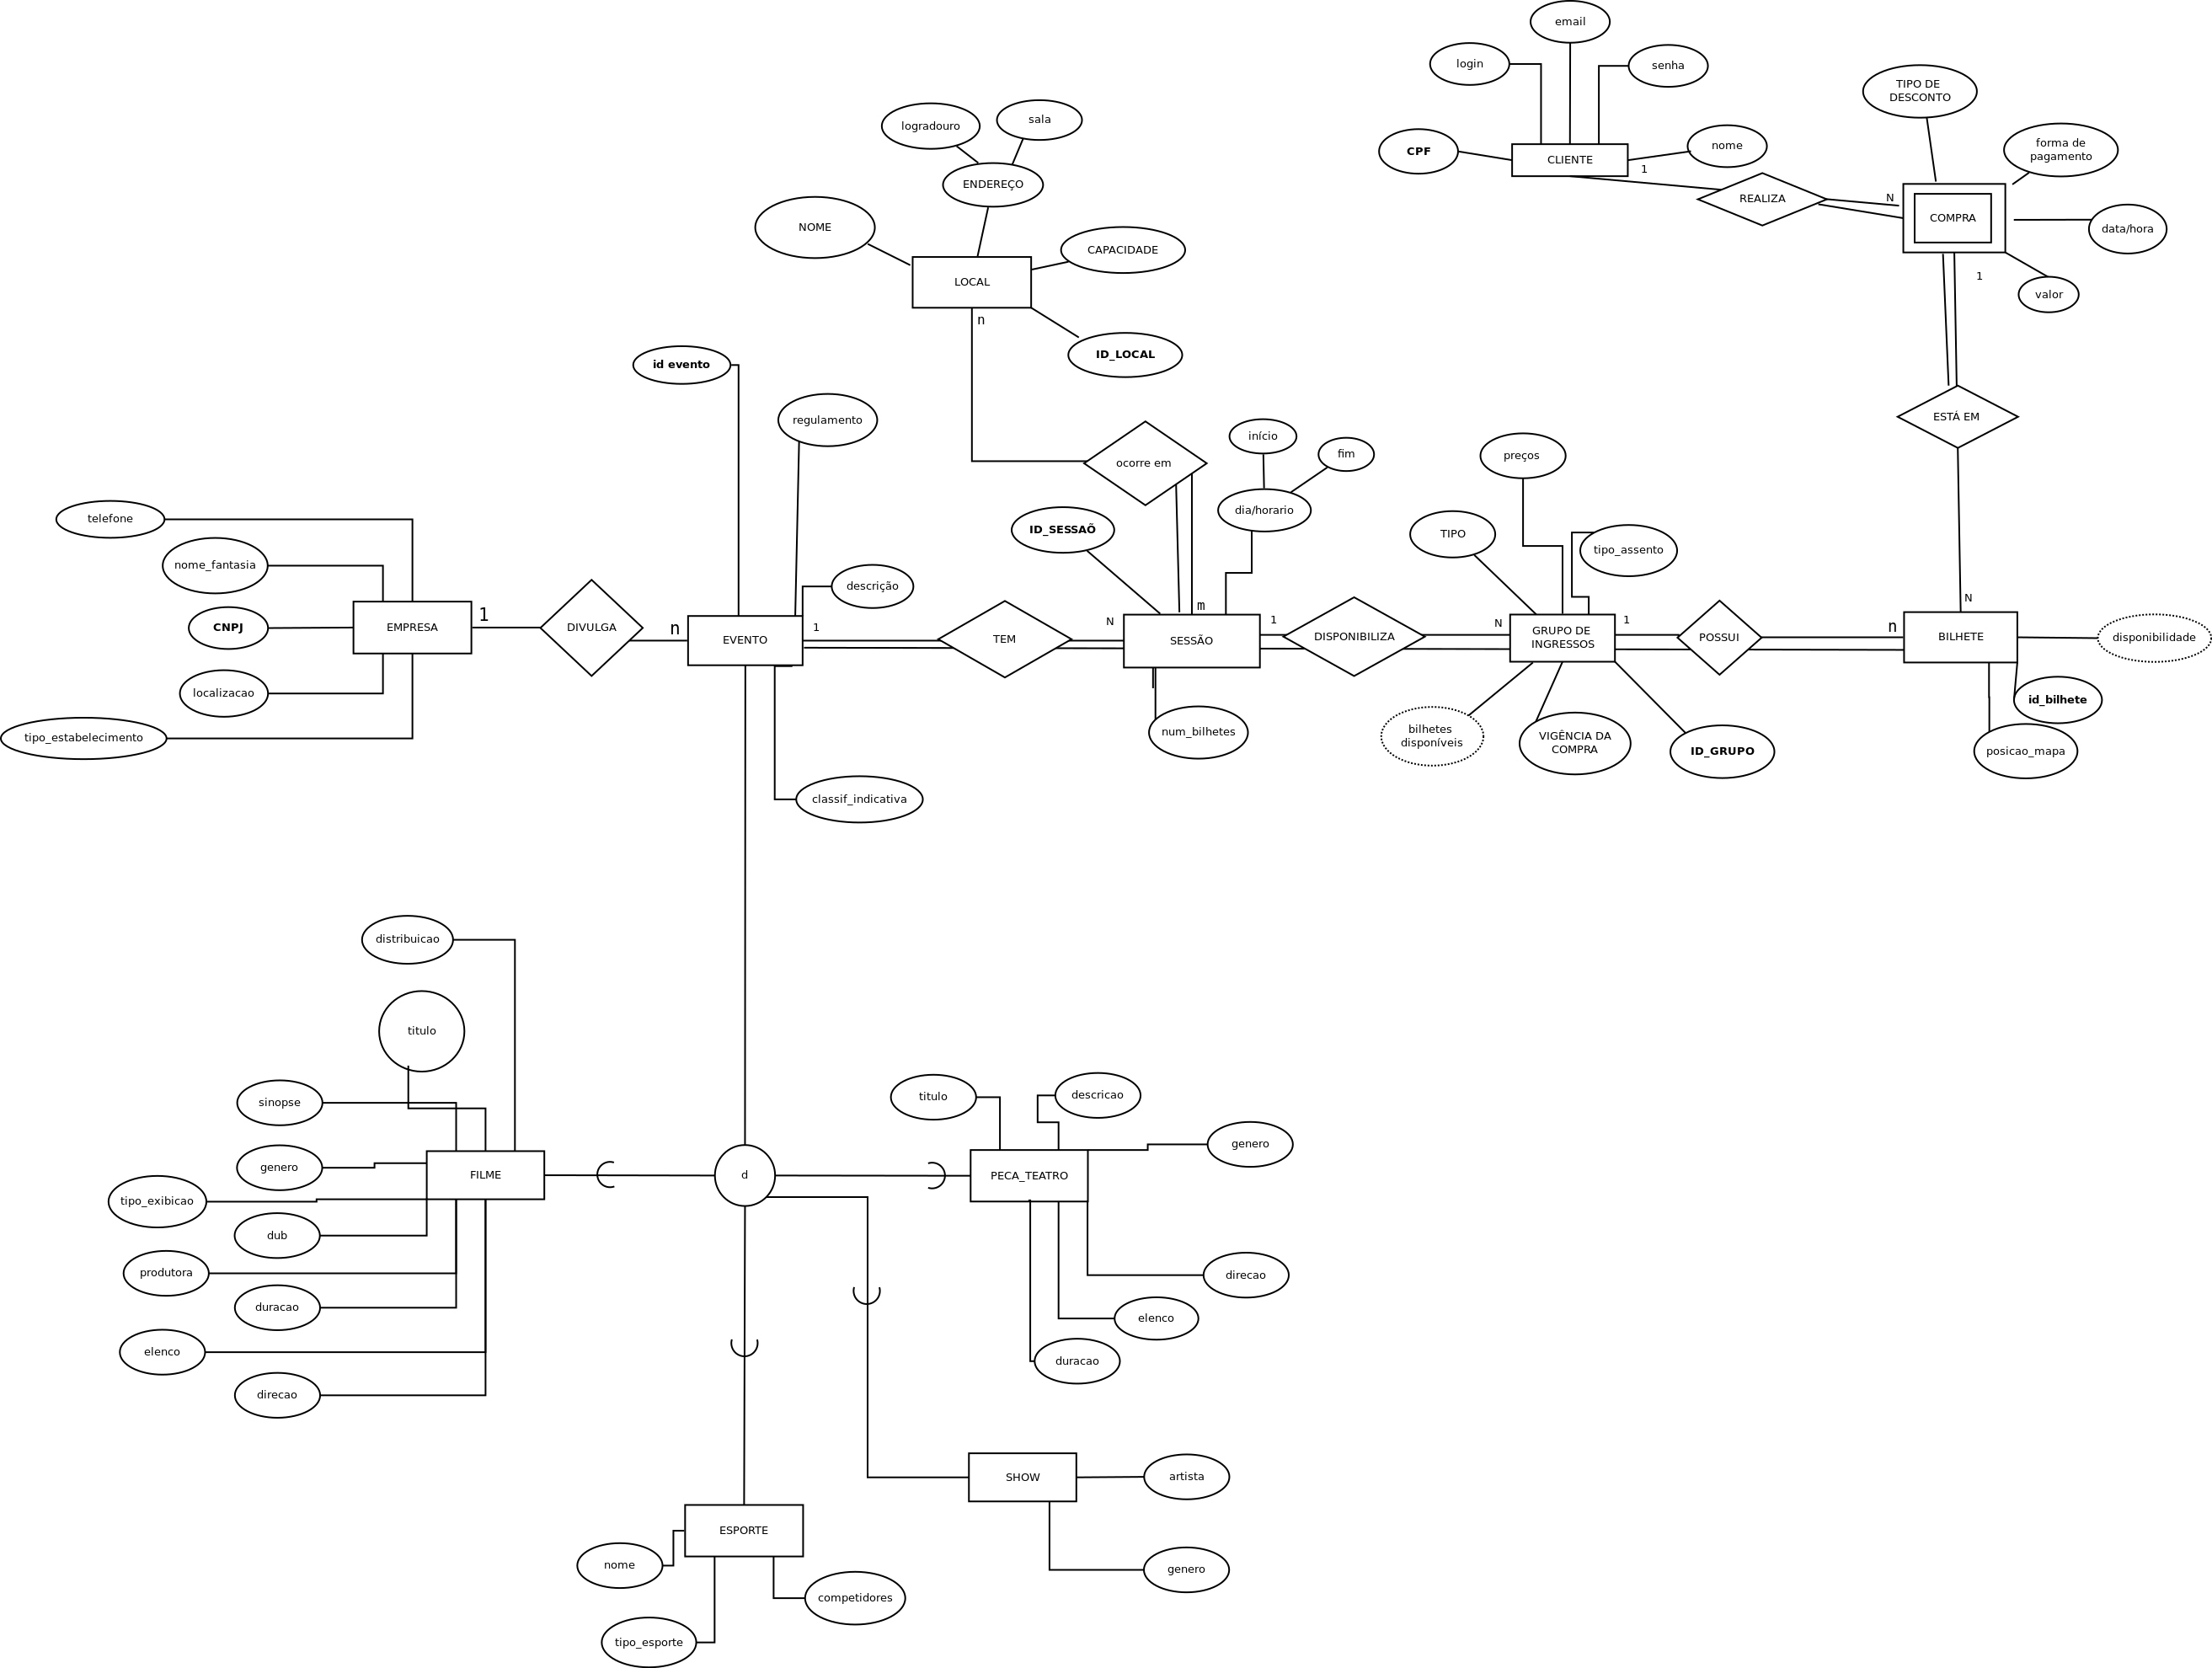 email
login
senha
TIPO DE
DESCONTO
logradouro
sala
CPF
CLIENTE
nome
forma de
pagamento
1
ENDEREÇO
REALIZA
N
COMPRA
NOME
data/hora
CAPACIDADE
LOCAL
1
valor
n
ID_LOCAL
id evento
regulamento
ESTÁ EM
início
fim
preços
ocorre em
telefone
ID_SESSAÕ
dia/horario
TIPO
tipo_assento
nome_fantasia
descrição
m
N
1
n
1
N
1
N
1
n
CNPJ
EMPRESA
DIVULGA
EVENTO
TEM
SESSÃO
DISPONIBILIZA
GRUPO DE
INGRESSOS
POSSUI
BILHETE
disponibilidade
localizacao
id_bilhete
tipo_estabelecimento
num_bilhetes
bilhetes
disponíveis
VIGÊNCIA DA
COMPRA
ID_GRUPO
posicao_mapa
classif_indicativa
distribuicao
titulo
sinopse
titulo
descricao
genero
genero
FILME
d
PECA_TEATRO
tipo_exibicao
dub
produtora
direcao
duracao
elenco
elenco
duracao
direcao
SHOW
artista
ESPORTE
nome
genero
competidores
tipo_esporte